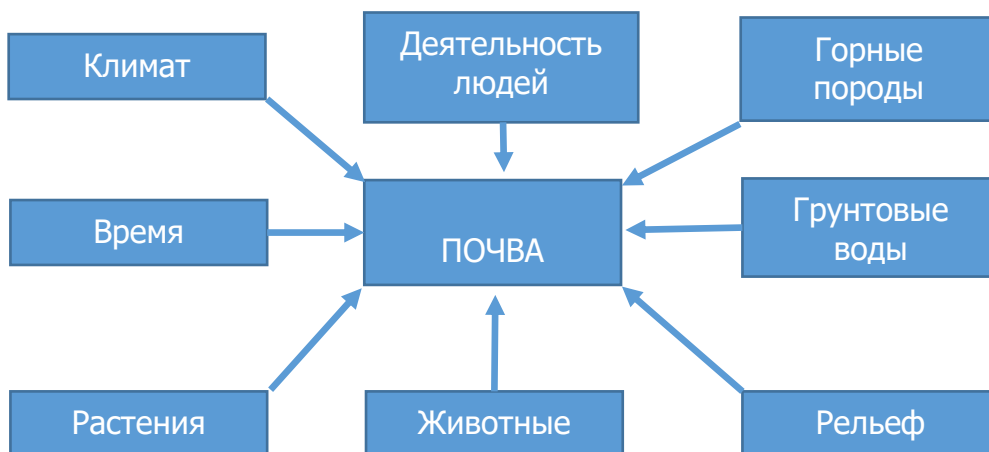 Климат
Деятельность
людей
Горные
породы
Время
ПОЧВА
Грунтовые
воды
Растения
Животные
Рельеф